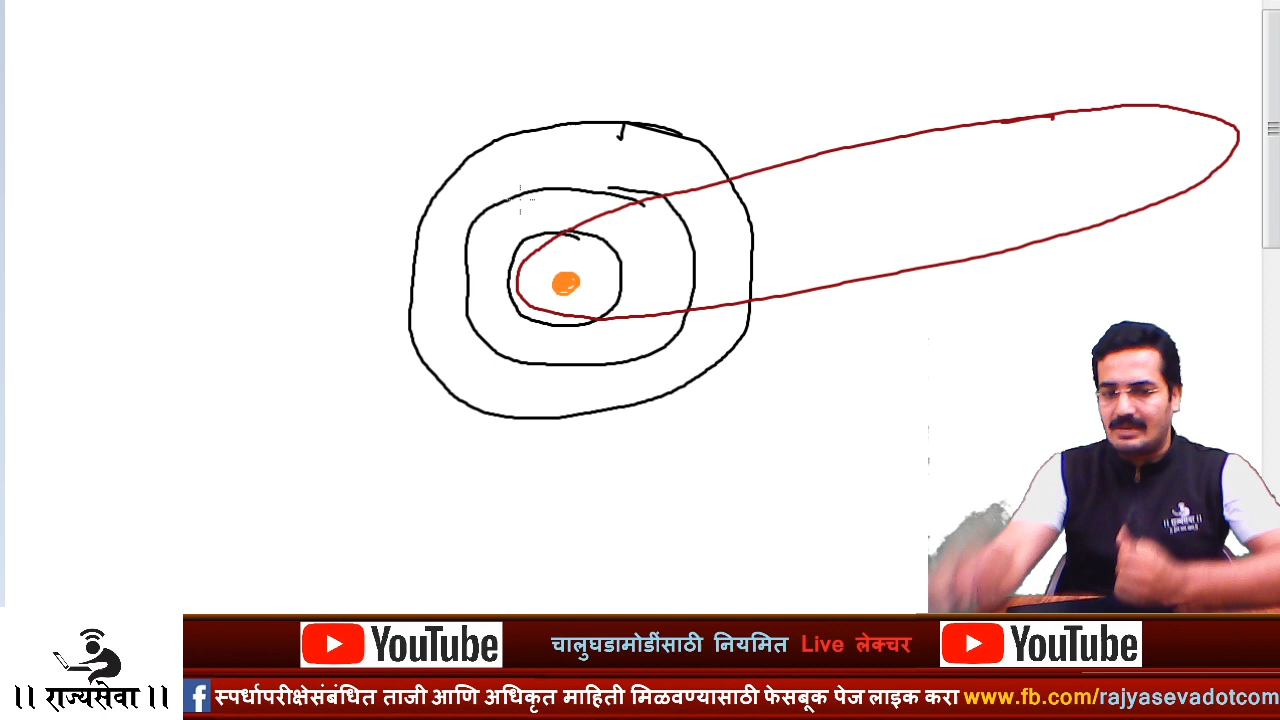 ।। राज्यसेवा ।।
YouTube
चालुघडामोडींसाठी नियमित Live लेक्चर
YouTube
।। राज्यसेवा ।।
स्पर्धापरीक्षेसंबंधित ताजी आणि अधिकृत माहिती मिळवण्यासाठी फेसबूक पेज लाइक करा www.fb.com/rajyasevadotcom